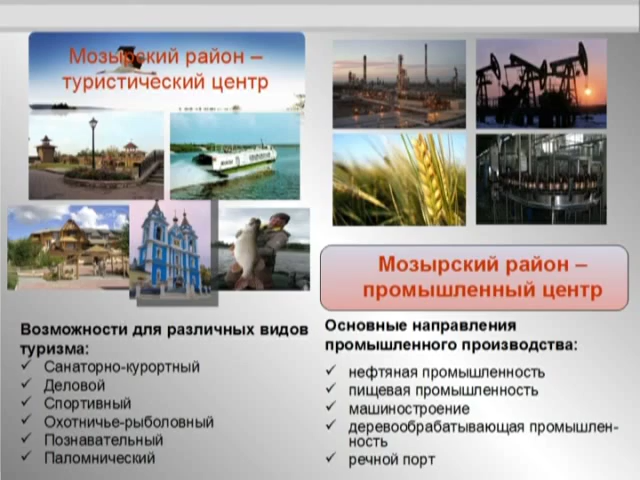 Мозырский район –
туристический центр
Возможности для различных видов
туризма:
✓ Санаторно-курортный
✓ Деловой
✓ Спортивный
✓ Охотничье-рыболовный
✓ Познавательный
✓ Паломнический
Мозырский район –
промышленный центр
Основные направления
промышленного производства:
✓ нефтяная промышленность
✓ пищевая промышленность
✓ машиностроение
✓ деревообрабатывающая промышлен-
ность
✓ речной порт